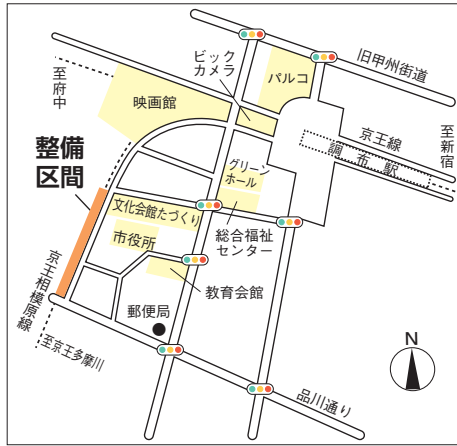 ビック
カメラ
パルコ
旧甲州街道
至府中
映画館
京王線
至新宿
調布駅
整備
区間
グリーン
ホール
文化会館たづくり
市役所
総合福祉
センター
教育会館
京王相模原線
郵便局
至京王多摩川
品川通り
N